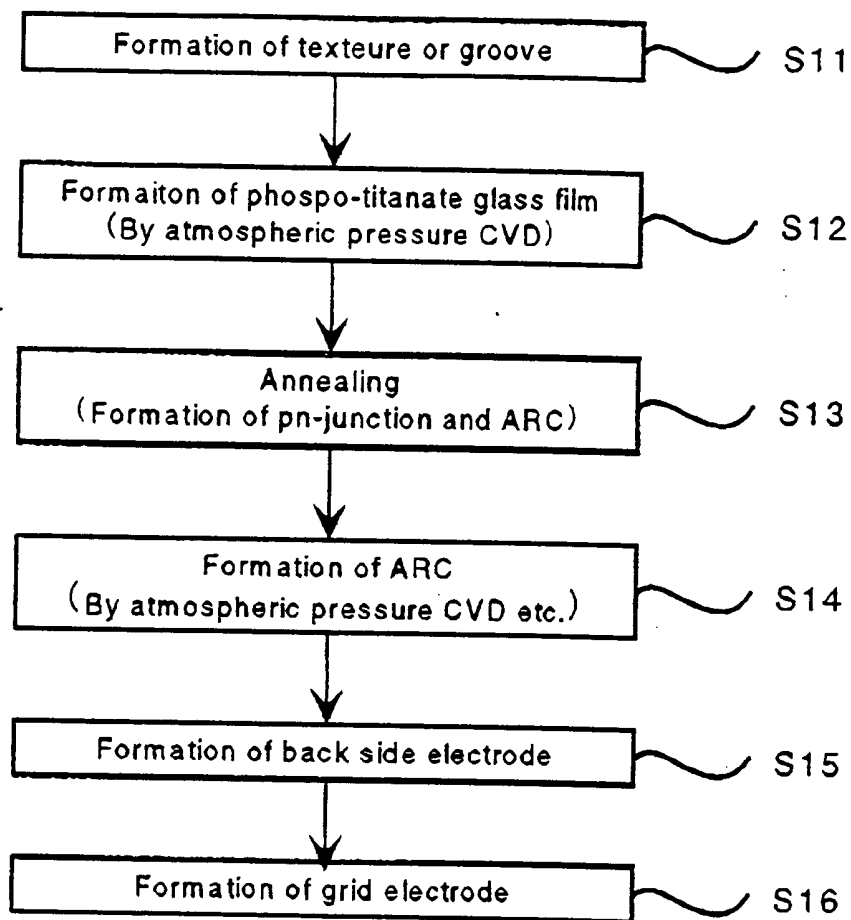 Formation of texteure or groove
S11
Formaiton of phospo-titanate glass film
(By atmospheric pressure CVD)
S12
Annealing
(Formation of pn-junction and ARC)
S13
Formation of ARC
(By atmospheric pressure CVD etc.)
S14
Formation of back side electrode
S15
Formation of grid electrode
S16